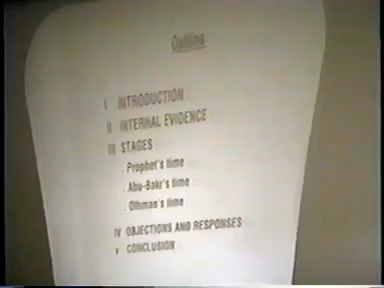 Outline
I INTRODUCTION
II INTERNAL EVIDENCE
III STAGES
. Prophet's time
. Abu-Bakr's time
. Othman's time
IV OBJECTIONS AND RESPONSES
V CONCLUSION